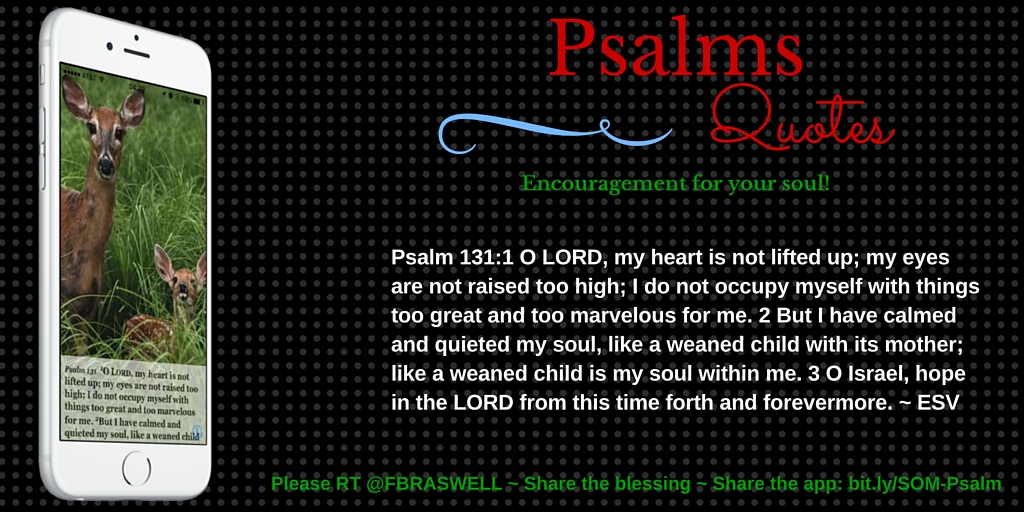 Psalms
Quotes
Encouragement for your soul!
Psalm 131:1 O LORD, my heart is not lifted up; my eyes
are not raised too high; I do not occupy myself with things
too great and too marvelous for me. 2 But I have calmed
and quieted my soul, like a weaned child with its mother;
like a weaned child is my soul within me. 3 O Israel, hope
in the LORD from this time forth and forevermore. ~ ESV
AT&T
Psalm 131 ¹O LORD, my heart is not
lifted up; my eyes are not raised too
high; I do not occupy myself with
things too great and too marvelous
for me. ²But I have calmed and
quieted my soul, like a weaned child
Please RT @FBRASWELL ~ Share the blessing ~ Share the app: bit.ly/SOM-Psalm